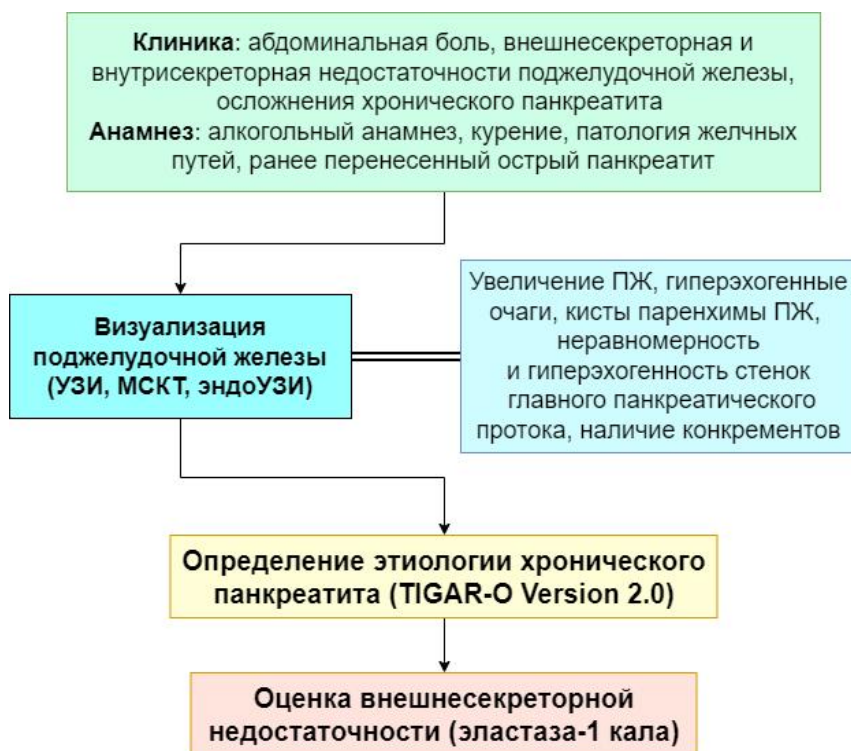 Клиника: абдоминальная боль, внешнесекреторная и
внутрисекреторная недостаточности поджелудочной железы,
осложнения хронического панкреатита
Анамнез: алкогольный анамнез, курение, патология желчных
путей, ранее перенесенный острый панкреатит
Визуализация
поджелудочной железы
(УЗИ, МСКТ, эндоУЗИ)
Увеличение ПЖ, гиперэхогенные
очаги, кисты паренхимы ПЖ,
неравномерность
и гиперэхогенность стенок
главного панкреатического
протока, наличие конкрементов
Определение этиологии хронического
панкреатита (TIGAR-O Version 2.0)
Оценка внешнесекреторной
недостаточности (эластаза-1 кала)